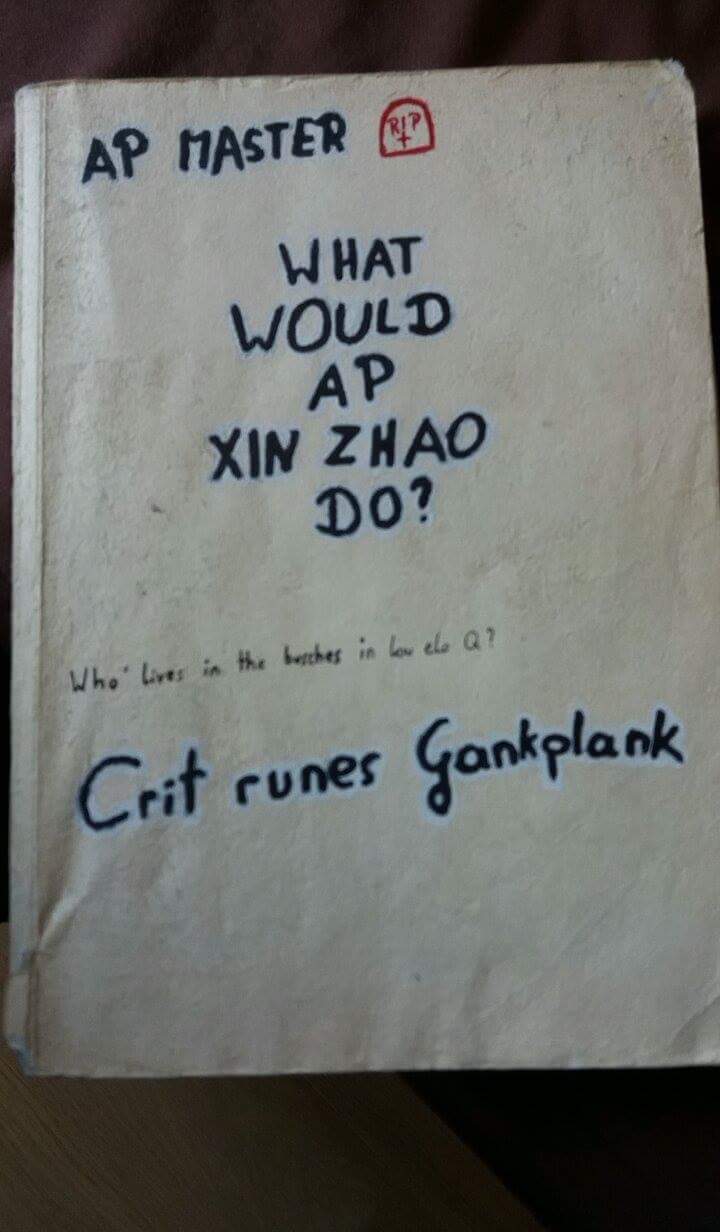 AP MASTER RIP
WHAT
WOULD
AP
XIN ZHAO
DO?
Who' lives in the busches in low elo Q?
Crit runes Gankplank